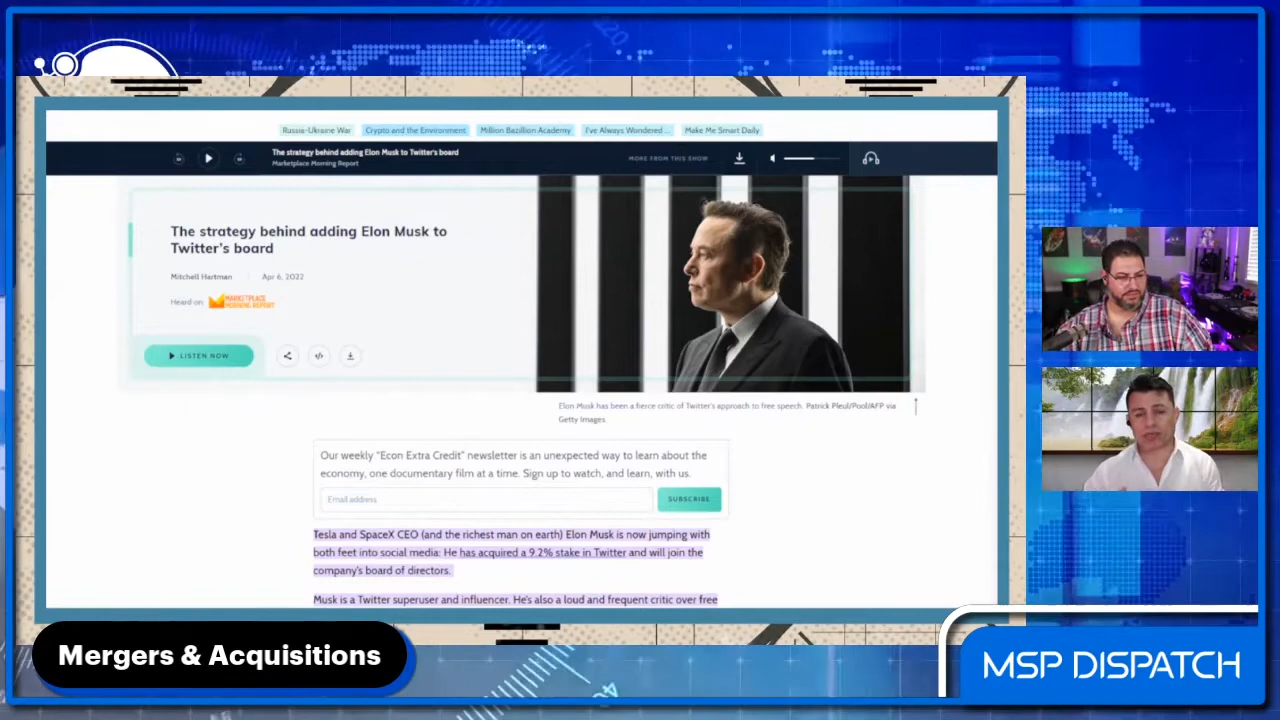 Russia-Ukraine War Crypto and the Environment Million Bazillion Academy I've Always Wondered ... Make Me Smart Daily
The strategy behind adding Elon Musk to Twitter's board
Marketplace Morning Report
MORE FROM THIS SHOW
The strategy behind adding Elon Musk to
Twitter's board
Mitchell Hartman Apr 6, 2022
Heard on: MARKETPLACE
MORNING REPORT
LISTEN NOW
Elon Musk has been a fierce critic of Twitter's approach to free speech. Patrick Pleul/Pool/AFP via
Getty Images
Our weekly "Econ Extra Credit" newsletter is an unexpected way to learn about the
economy, one documentary film at a time. Sign up to watch, and learn, with us.
Email address
SUBSCRIBE
Tesla and SpaceX CEO (and the richest man on earth) Elon Musk is now jumping with
both feet into social media: He has acquired a 9.2% stake in Twitter and will join the
company's board of directors.
Musk is a Twitter superuser and influencer. He's also a loud and frequent critic over free
Mergers & Acquisitions
MSP DISPATCH